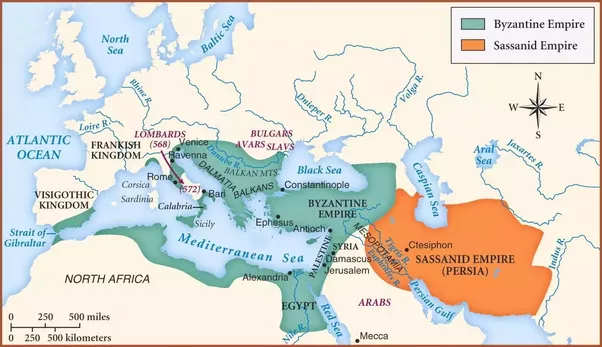 Byzantine Empire
Sassanid Empire
North
Sea
Baltic Sea
N
W
E
S
Rhine R.
Loire R.
Dnieper R.
Volga R.
ATLANTIC
OCEAN
FRANKISH
KINGDOM
LOMBARDS
(568)
Venice
Ravenna
BULGARS
AVARS
SLAVS
Danube R.
BALKAN MTS.
Black Sea
Caspian Sea
Aral
Sea
Jaxartes R.
Rome
(572)
Bari
DALMATIA
BALKANS
Constantinople
Corsica
Sardinia
Calabria
VISIGOTHIC
KINGDOM
Sicily
Ephesus
BYZANTINE
EMPIRE
Antioch
Strait of
Gibraltar
Mediterranean Sea
SYRIA
MESOPOTAMIA
Tigris R.
Euphrates R.
Ctesiphon
SASSANID EMPIRE
(PERSIA)
Indus R.
PALESTINE
Damascus
Jerusalem
NORTH AFRICA
Alexandria
EGYPT
Nile R.
Red Sea
ARABS
Persian Gulf
Mecca
0 250 500 miles
0 250 500 kilometers